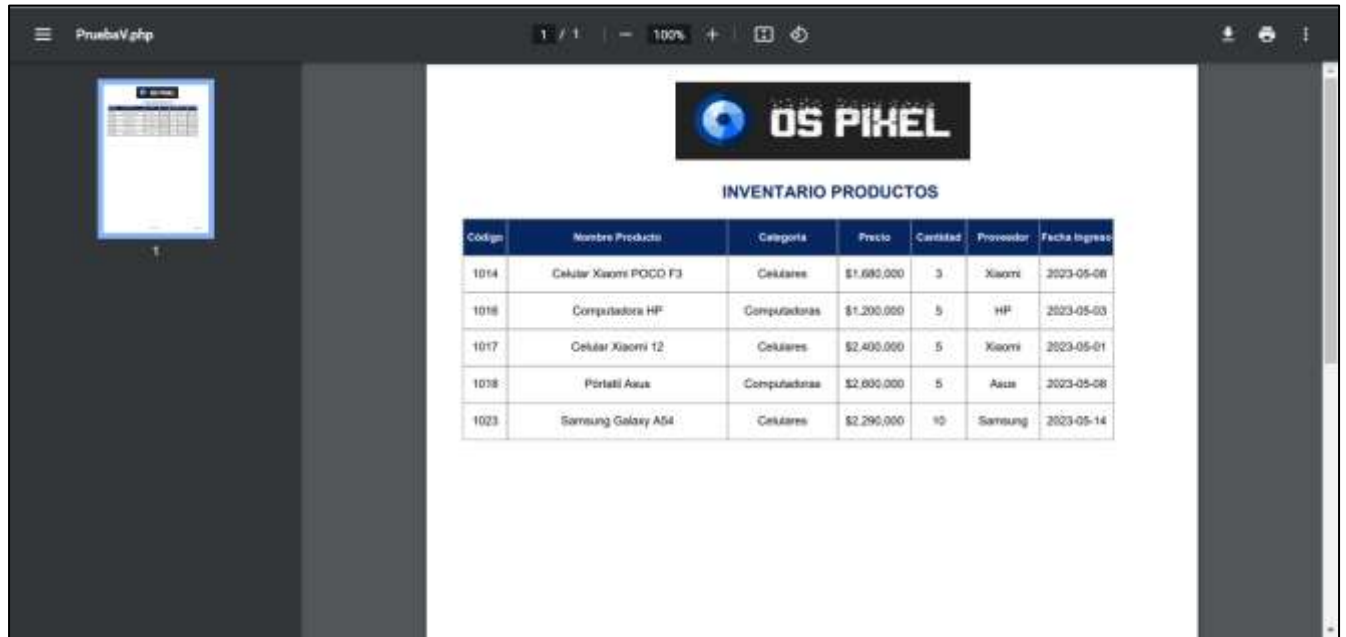 PruebaV.php
1 / 1 100%
OS PIXEL
INVENTARIO PRODUCTOS
Código Nombre Producto Categoria Precio Cantidad Proveedor Fecha Ingreso
1014 Celular Xiaomi POCO F3 Celulares $1,680,000 3 Xiaomi 2023-05-08
1016 Computadora HP Computadoras $1,200,000 5 HP 2023-05-03
1017 Celular Xiaomi 12 Celulares $2,400,000 5 Xiaomi 2023-05-01
1018 Pórtatil Asus Computadoras $2,600,000 5 Asus 2023-05-08
1023 Samsung Galaxy A54 Celulares $2,290,000 10 Samsung 2023-05-14
1